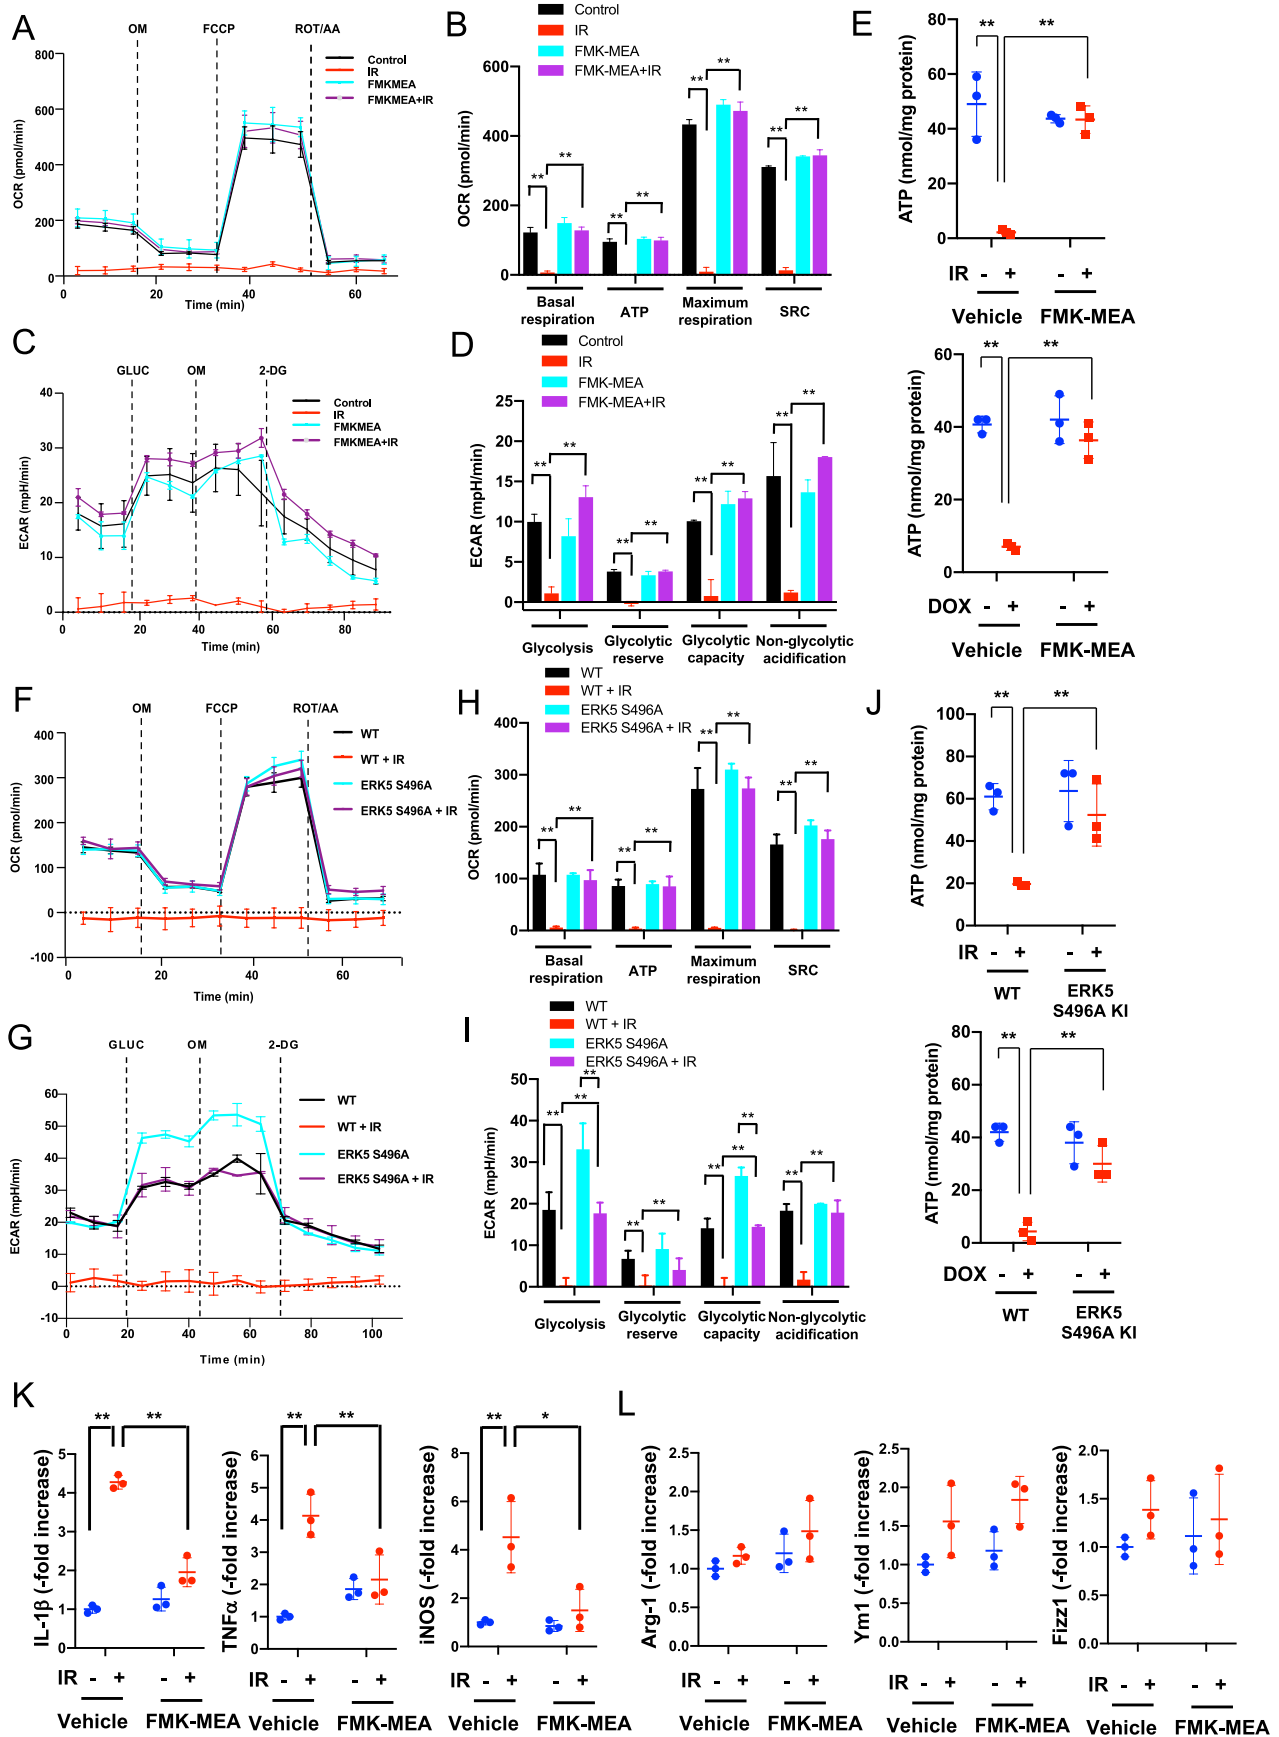 A
OM
FCCP
ROT/AA
800
600
400
200
0
OCR (pmol/min)
Control
IR
FMKMEA
FMKMEA+IR
0
20
40
60
Time (min)
B
Control
IR
FMK-MEA
FMK-MEA+IR
600
400
200
0
OCR (pmol/min)
**
**
**
**
**
**
**
**
Basal
respiration
ATP
Maximum
respiration
SRC
E
80
60
40
20
0
ATP (nmol/mg protein)
**
**
IR
-
+
-
+
Vehicle
FMK-MEA
60
40
20
0
ATP (nmol/mg protein)
**
**
DOX
-
+
-
+
Vehicle
FMK-MEA
C
GLUC
OM
2-DG
40
30
20
10
0
ECAR (mpH/min)
Control
IR
FMKMEA
FMKMEA+IR
0
20
40
60
80
Time (min)
D
Control
IR
FMK-MEA
FMK-MEA+IR
25
20
15
10
5
0
ECAR (mpH/min)
**
**
**
**
**
**
**
**
Glycolysis
Glycolytic
reserve
Glycolytic
capacity
Non-glycolytic
acidification
F
OM
FCCP
ROT/AA
400
300
200
100
0
-100
OCR (pmol/min)
WT
WT + IR
ERK5 S496A
ERK5 S496A + IR
0
20
40
60
Time (min)
H
WT
WT + IR
ERK5 S496A
ERK5 S496A + IR
400
300
200
100
0
OCR (pmol/min)
**
**
**
**
**
**
**
**
Basal
respiration
ATP
Maximum
respiration
SRC
J
100
80
60
40
20
0
ATP (nmol/mg protein)
**
**
IR
-
+
-
+
WT
ERK5
S496A KI
80
60
40
20
0
ATP (nmol/mg protein)
**
**
DOX
-
+
-
+
WT
ERK5
S496A KI
G
GLUC
OM
2-DG
60
50
40
30
20
10
0
-10
ECAR (mpH/min)
WT
WT + IR
ERK5 S496A
ERK5 S496A + IR
0
20
40
60
80
100
Time (min)
I
WT
WT + IR
ERK5 S496A
ERK5 S496A + IR
50
40
30
20
10
0
ECAR (mpH/min)
**
**
**
**
**
**
**
**
**
**
Glycolysis
Glycolytic
reserve
Glycolytic
capacity
Non-glycolytic
acidification
K
5
4
3
2
1
0
IL-1β (-fold increase)
**
**
IR
-
+
-
+
Vehicle
FMK-MEA
6
5
4
3
2
1
0
TNFα (-fold increase)
**
**
IR
-
+
-
+
Vehicle
FMK-MEA
8
6
4
2
0
iNOS (-fold increase)
**
*
IR
-
+
-
+
Vehicle
FMK-MEA
L
2.5
2.0
1.5
1.0
0.5
0.0
Arg-1 (-fold increase)
IR
-
+
-
+
Vehicle
FMK-MEA
2.5
2.0
1.5
1.0
0.5
0.0
Ym1 (-fold increase)
IR
-
+
-
+
Vehicle
FMK-MEA
2.0
1.5
1.0
0.5
0.0
Fizz1 (-fold increase)
IR
-
+
-
+
Vehicle
FMK-MEA